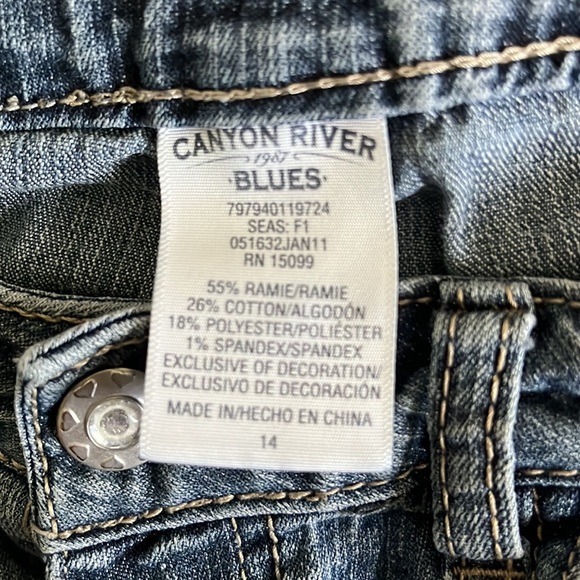 CANYON RIVER
1987
·BLUES·
797940119724
SEAS: F1
051632JAN11
RN 15099
55% RAMIE/RAMIE
26% COTTON/ALGODÓN
18% POLYESTER/POLIÉSTER
1% SPANDEX/SPANDEX
EXCLUSIVE OF DECORATION/
EXCLUSIVO DE DECORACIÓN
MADE IN/HECHO EN CHINA
14